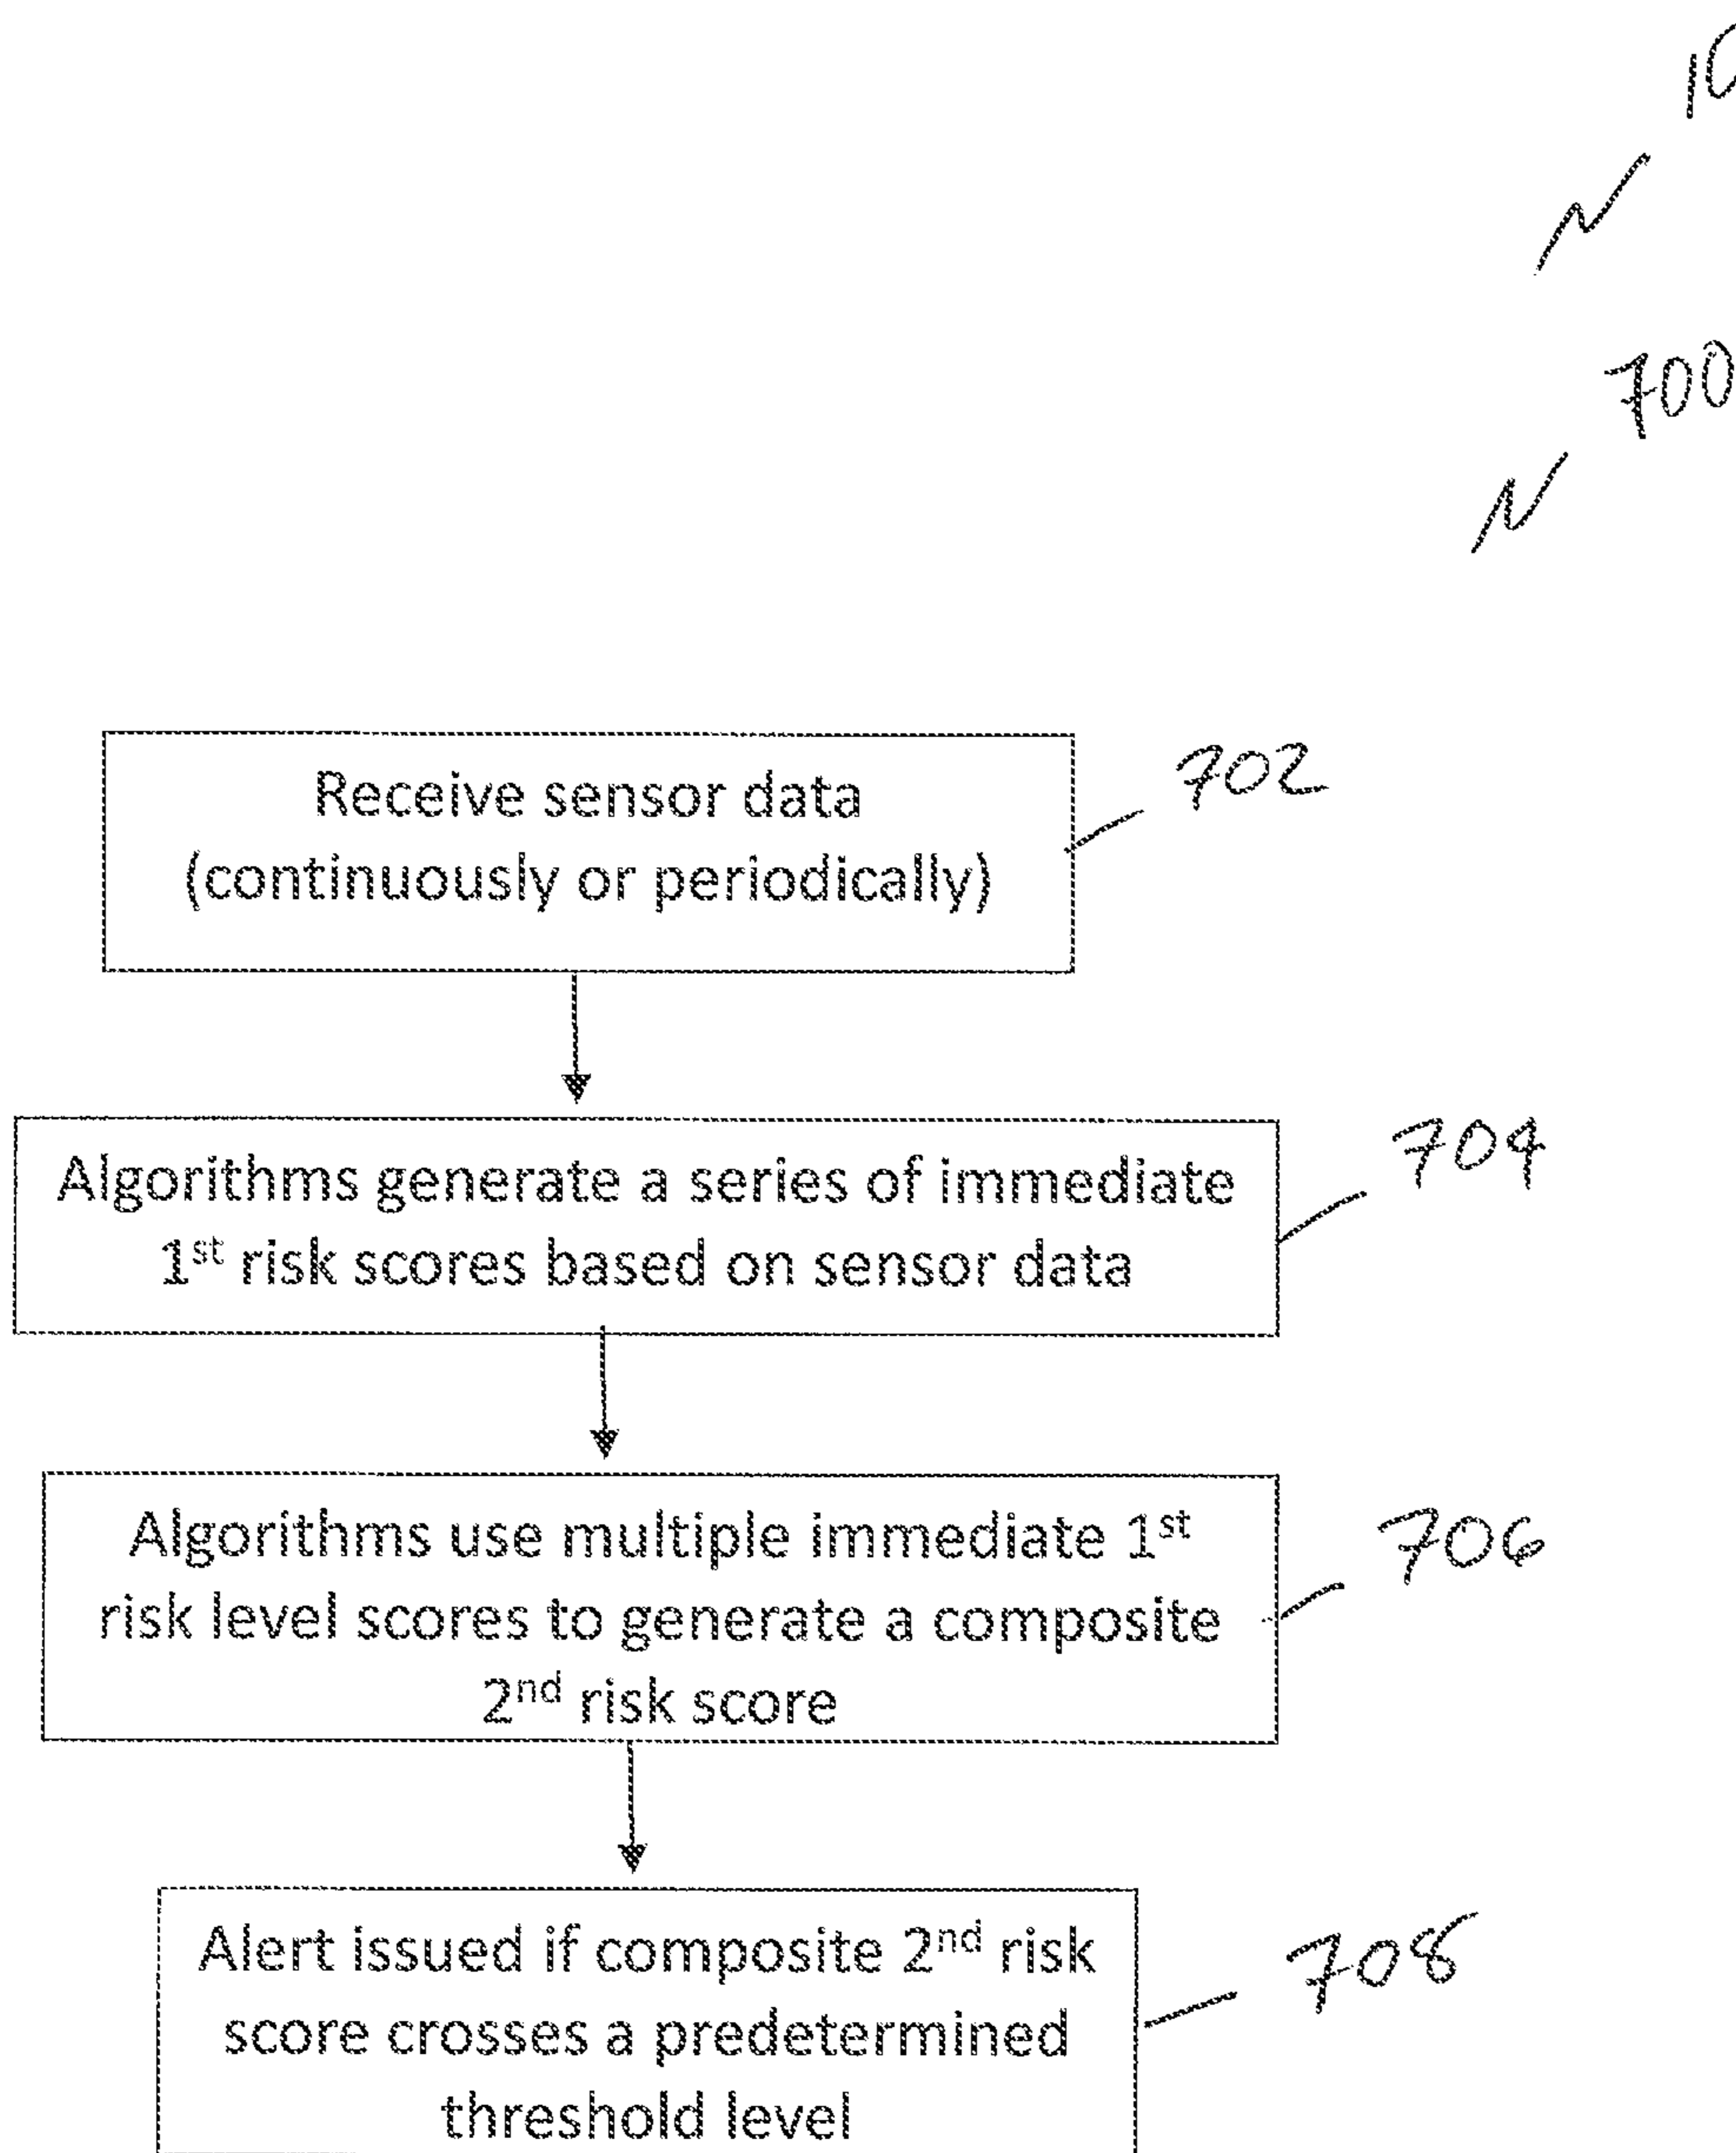 700
Receive sensor data
702
(continuously or periodically)
Algorithms generate a series of immediate
704
1st risk scores based on sensor data
Algorithms use multiple immediate 1st
706
risk level scores to generate a composite
2nd risk score
Alert issued if composite 2nd risk
708
score crosses a predetermined
threshold level